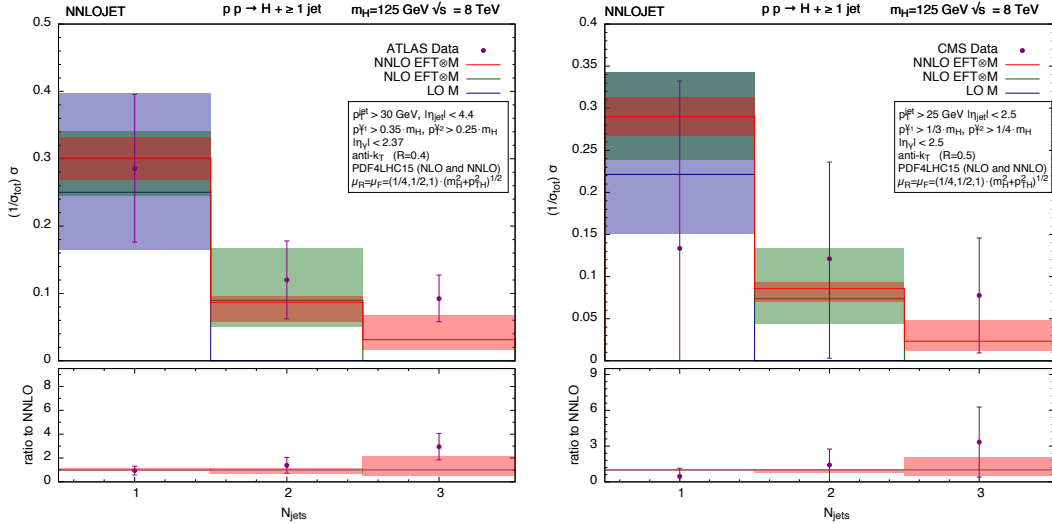 NNLOJET p p → H + ≥ 1 jet m_H=125 GeV √s = 8 TeV
0.5
0.4
0.3
0.2
0.1
0
(1/σ_tot) σ
ATLAS Data
NNLO EFT⊗M
NLO EFT⊗M
LO M
p_T^jet > 30 GeV, |η_jet| < 4.4
p_T^γ1 > 0.35·m_H, p_T^γ2 > 0.25·m_H
|η_γ| < 2.37
anti-k_T (R=0.4)
PDF4LHC15 (NLO and NNLO)
μ_R=μ_F=(1/4,1/2,1)·(m_H^2+p_TH^2)^1/2
8
6
4
2
0
ratio to NNLO
1 2 3
N_jets
NNLOJET p p → H + ≥ 1 jet m_H=125 GeV √s = 8 TeV
0.4
0.35
0.3
0.25
0.2
0.15
0.1
0.05
0
(1/σ_tot) σ
CMS Data
NNLO EFT⊗M
NLO EFT⊗M
LO M
p_T^jet > 25 GeV |η_jet| < 2.5
p_T^γ1 > 1/3·m_H, p_T^γ2 > 1/4·m_H
|η_γ| < 2.5
anti-k_T (R=0.5)
PDF4LHC15 (NLO and NNLO)
μ_R=μ_F=(1/4,1/2,1)·(m_H^2+p_TH^2)^1/2
9
6
3
0
ratio to NNLO
1 2 3
N_jets